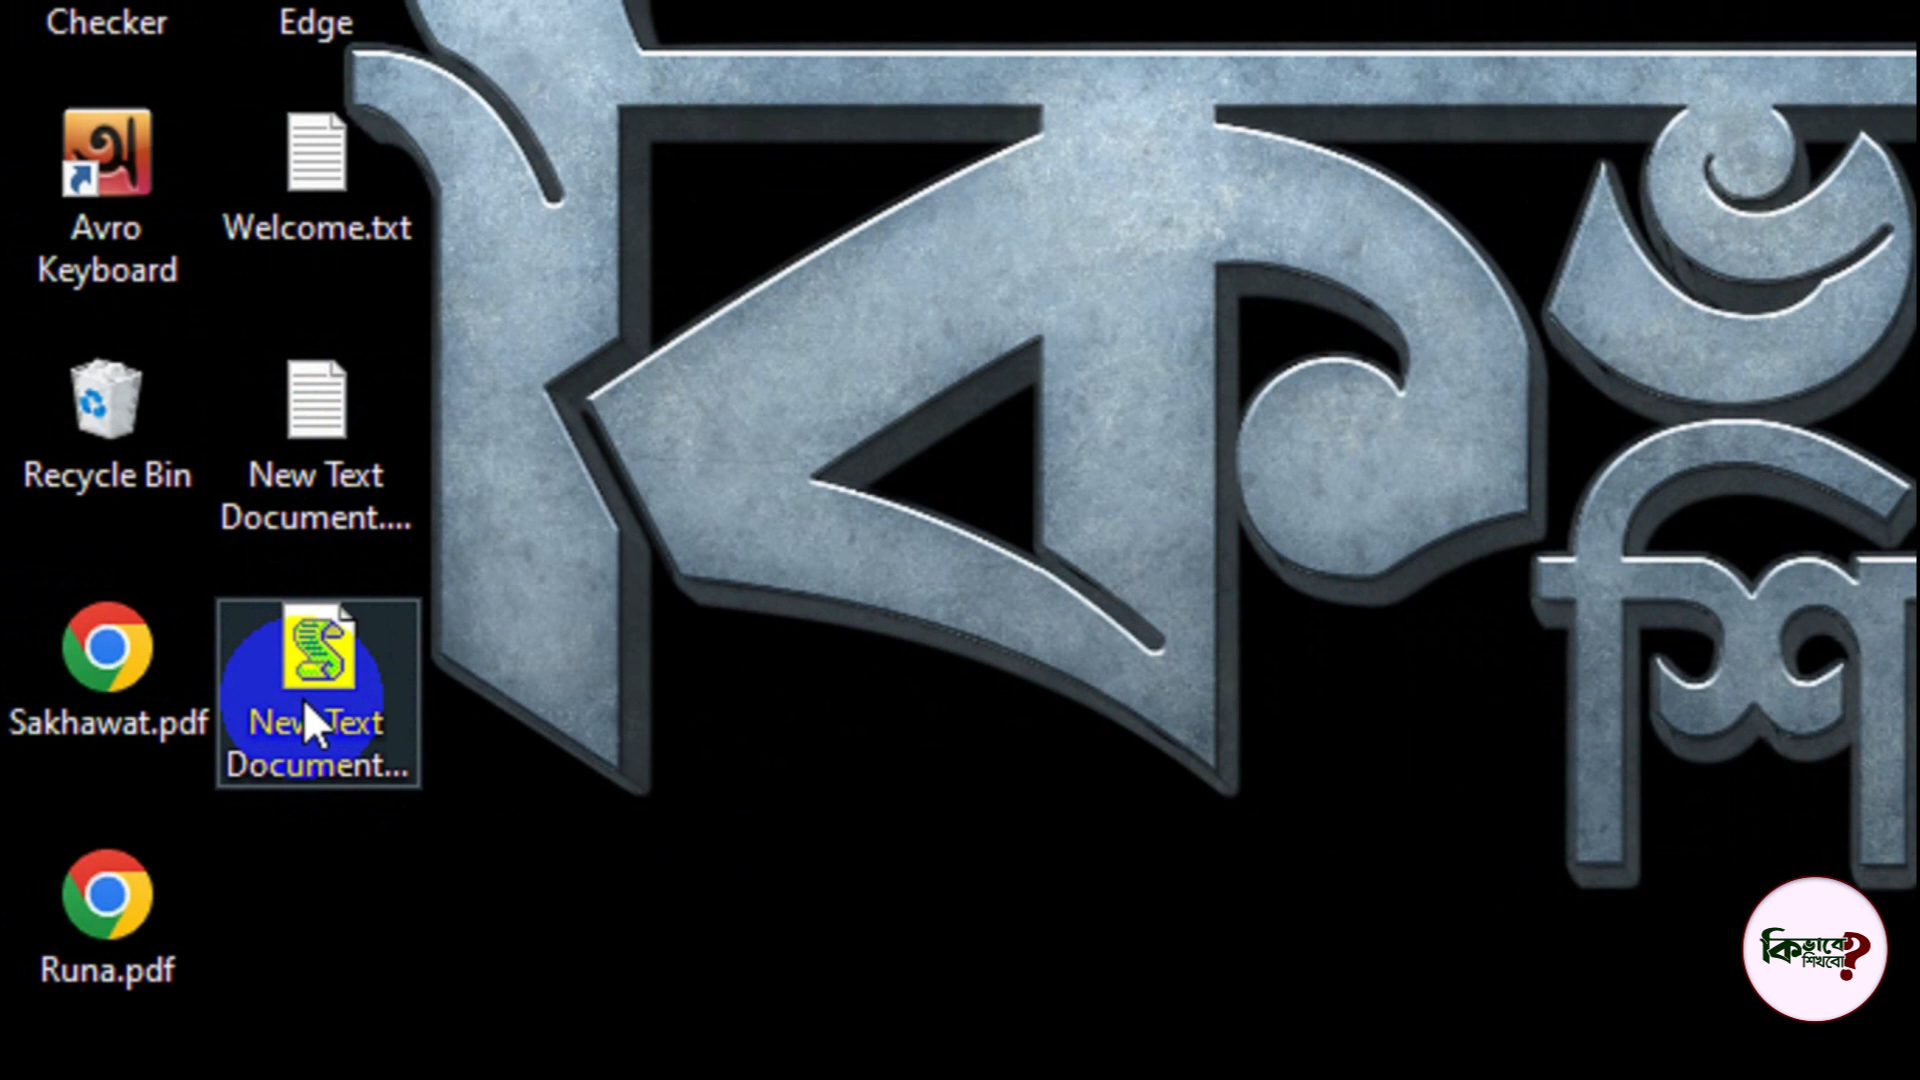 Checker
Edge
Avro
Keyboard
Welcome.txt
Recycle Bin
New Text
Document....
Sakhawat.pdf
New Text
Document...
Runa.pdf
কিভাবে?
শিখবো